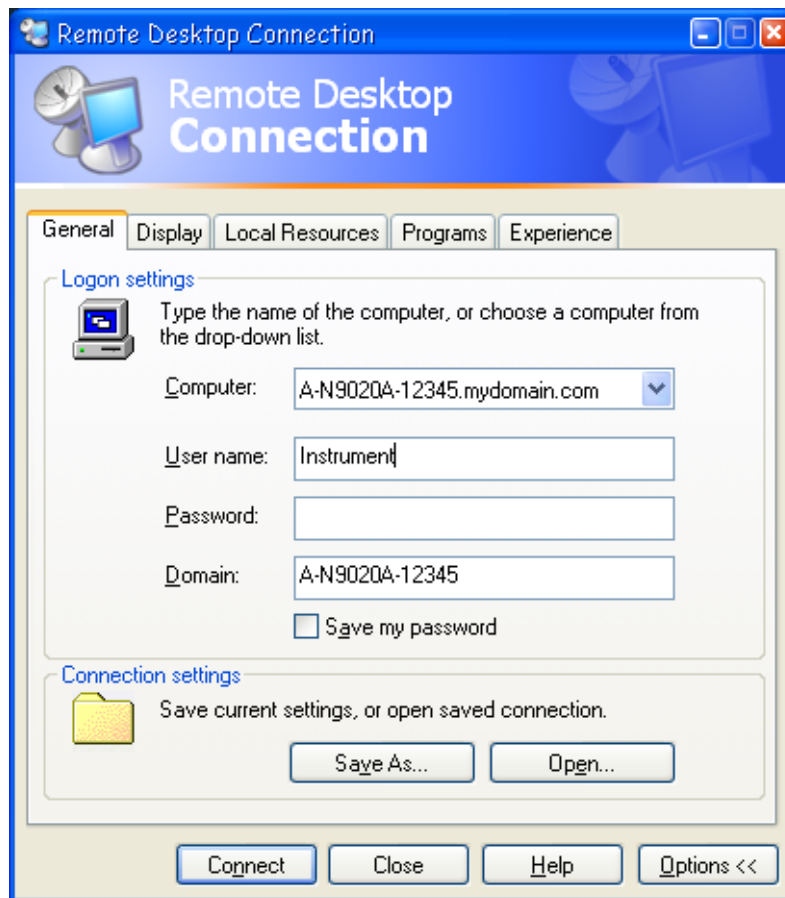 Remote Desktop Connection
Remote Desktop
Connection
General
Display
Local Resources
Programs
Experience
Logon settings
Type the name of the computer, or choose a computer from
the drop-down list.
Computer:
A-N9020A-12345.mydomain.com
User name:
Instrument
Password:
Domain:
A-N9020A-12345
Save my password
Connection settings
Save current settings, or open saved connection.
Save As...
Open...
Connect
Close
Help
Options <<